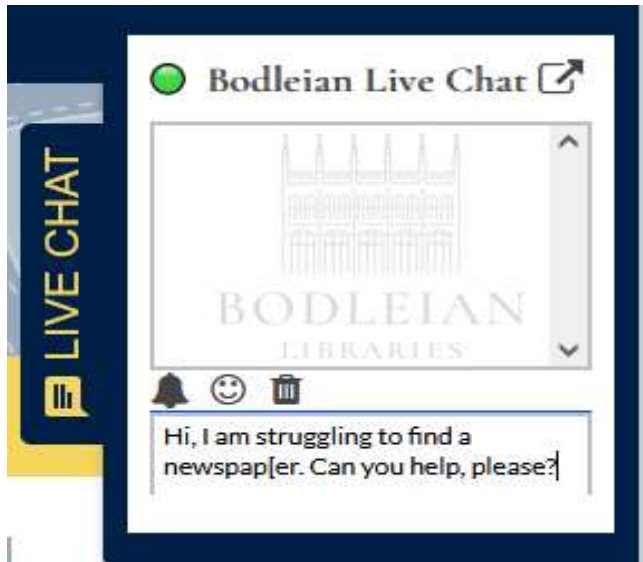 Bodleian Live Chat
LIVE CHAT
BODLEIAN
LIBRARIES
Hi, I am struggling to find a
newspap[er. Can you help, please?